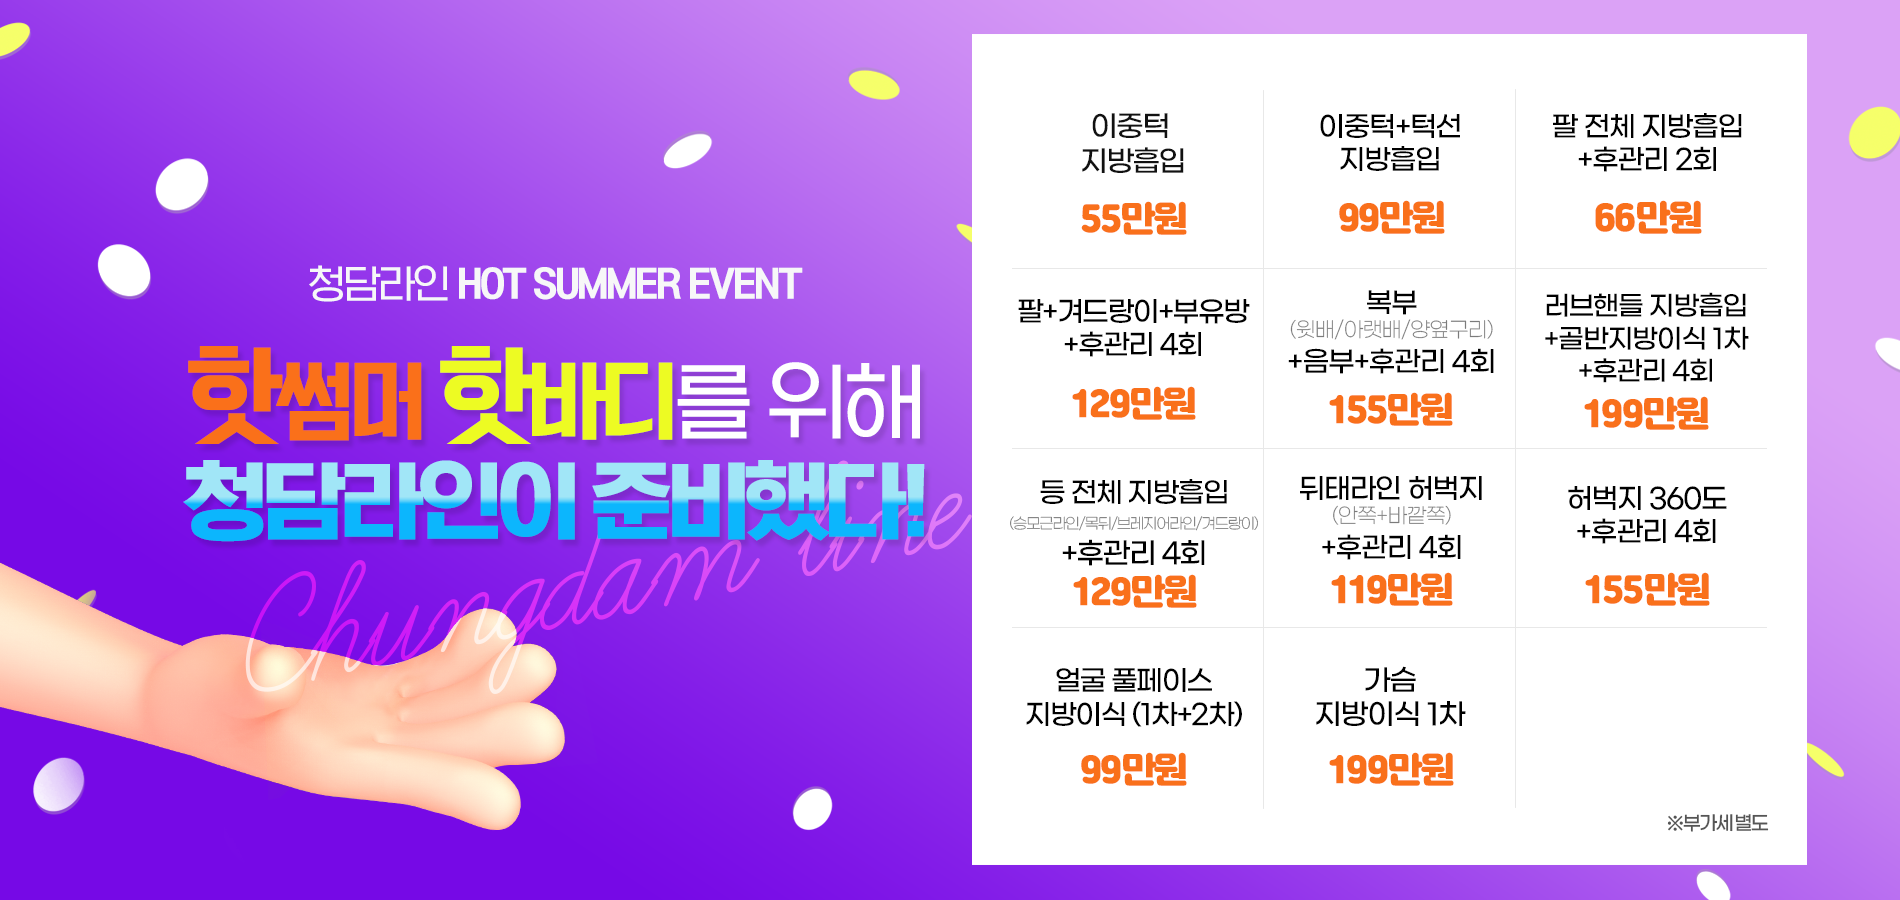 청담라인 HOT SUMMER EVENT
핫썸머 핫바디를 위해
청담라인이 준비했다!
Chungdam line
이중턱
지방흡입
55만원
이중턱+턱선
지방흡입
99만원
팔 전체 지방흡입
+후관리 2회
66만원
팔+겨드랑이+부유방
+후관리 4회
129만원
복부
(윗배/아랫배/양옆구리)
+음부+후관리 4회
155만원
러브핸들 지방흡입
+골반지방이식 1차
+후관리 4회
199만원
등 전체 지방흡입
(승모근라인/목뒤/브레지어라인/겨드랑이)
+후관리 4회
129만원
뒤태라인 허벅지
(안쪽+바깥쪽)
+후관리 4회
119만원
허벅지 360도
+후관리 4회
155만원
얼굴 풀페이스
지방이식 (1차+2차)
99만원
가슴
지방이식 1차
199만원
※부가세별도